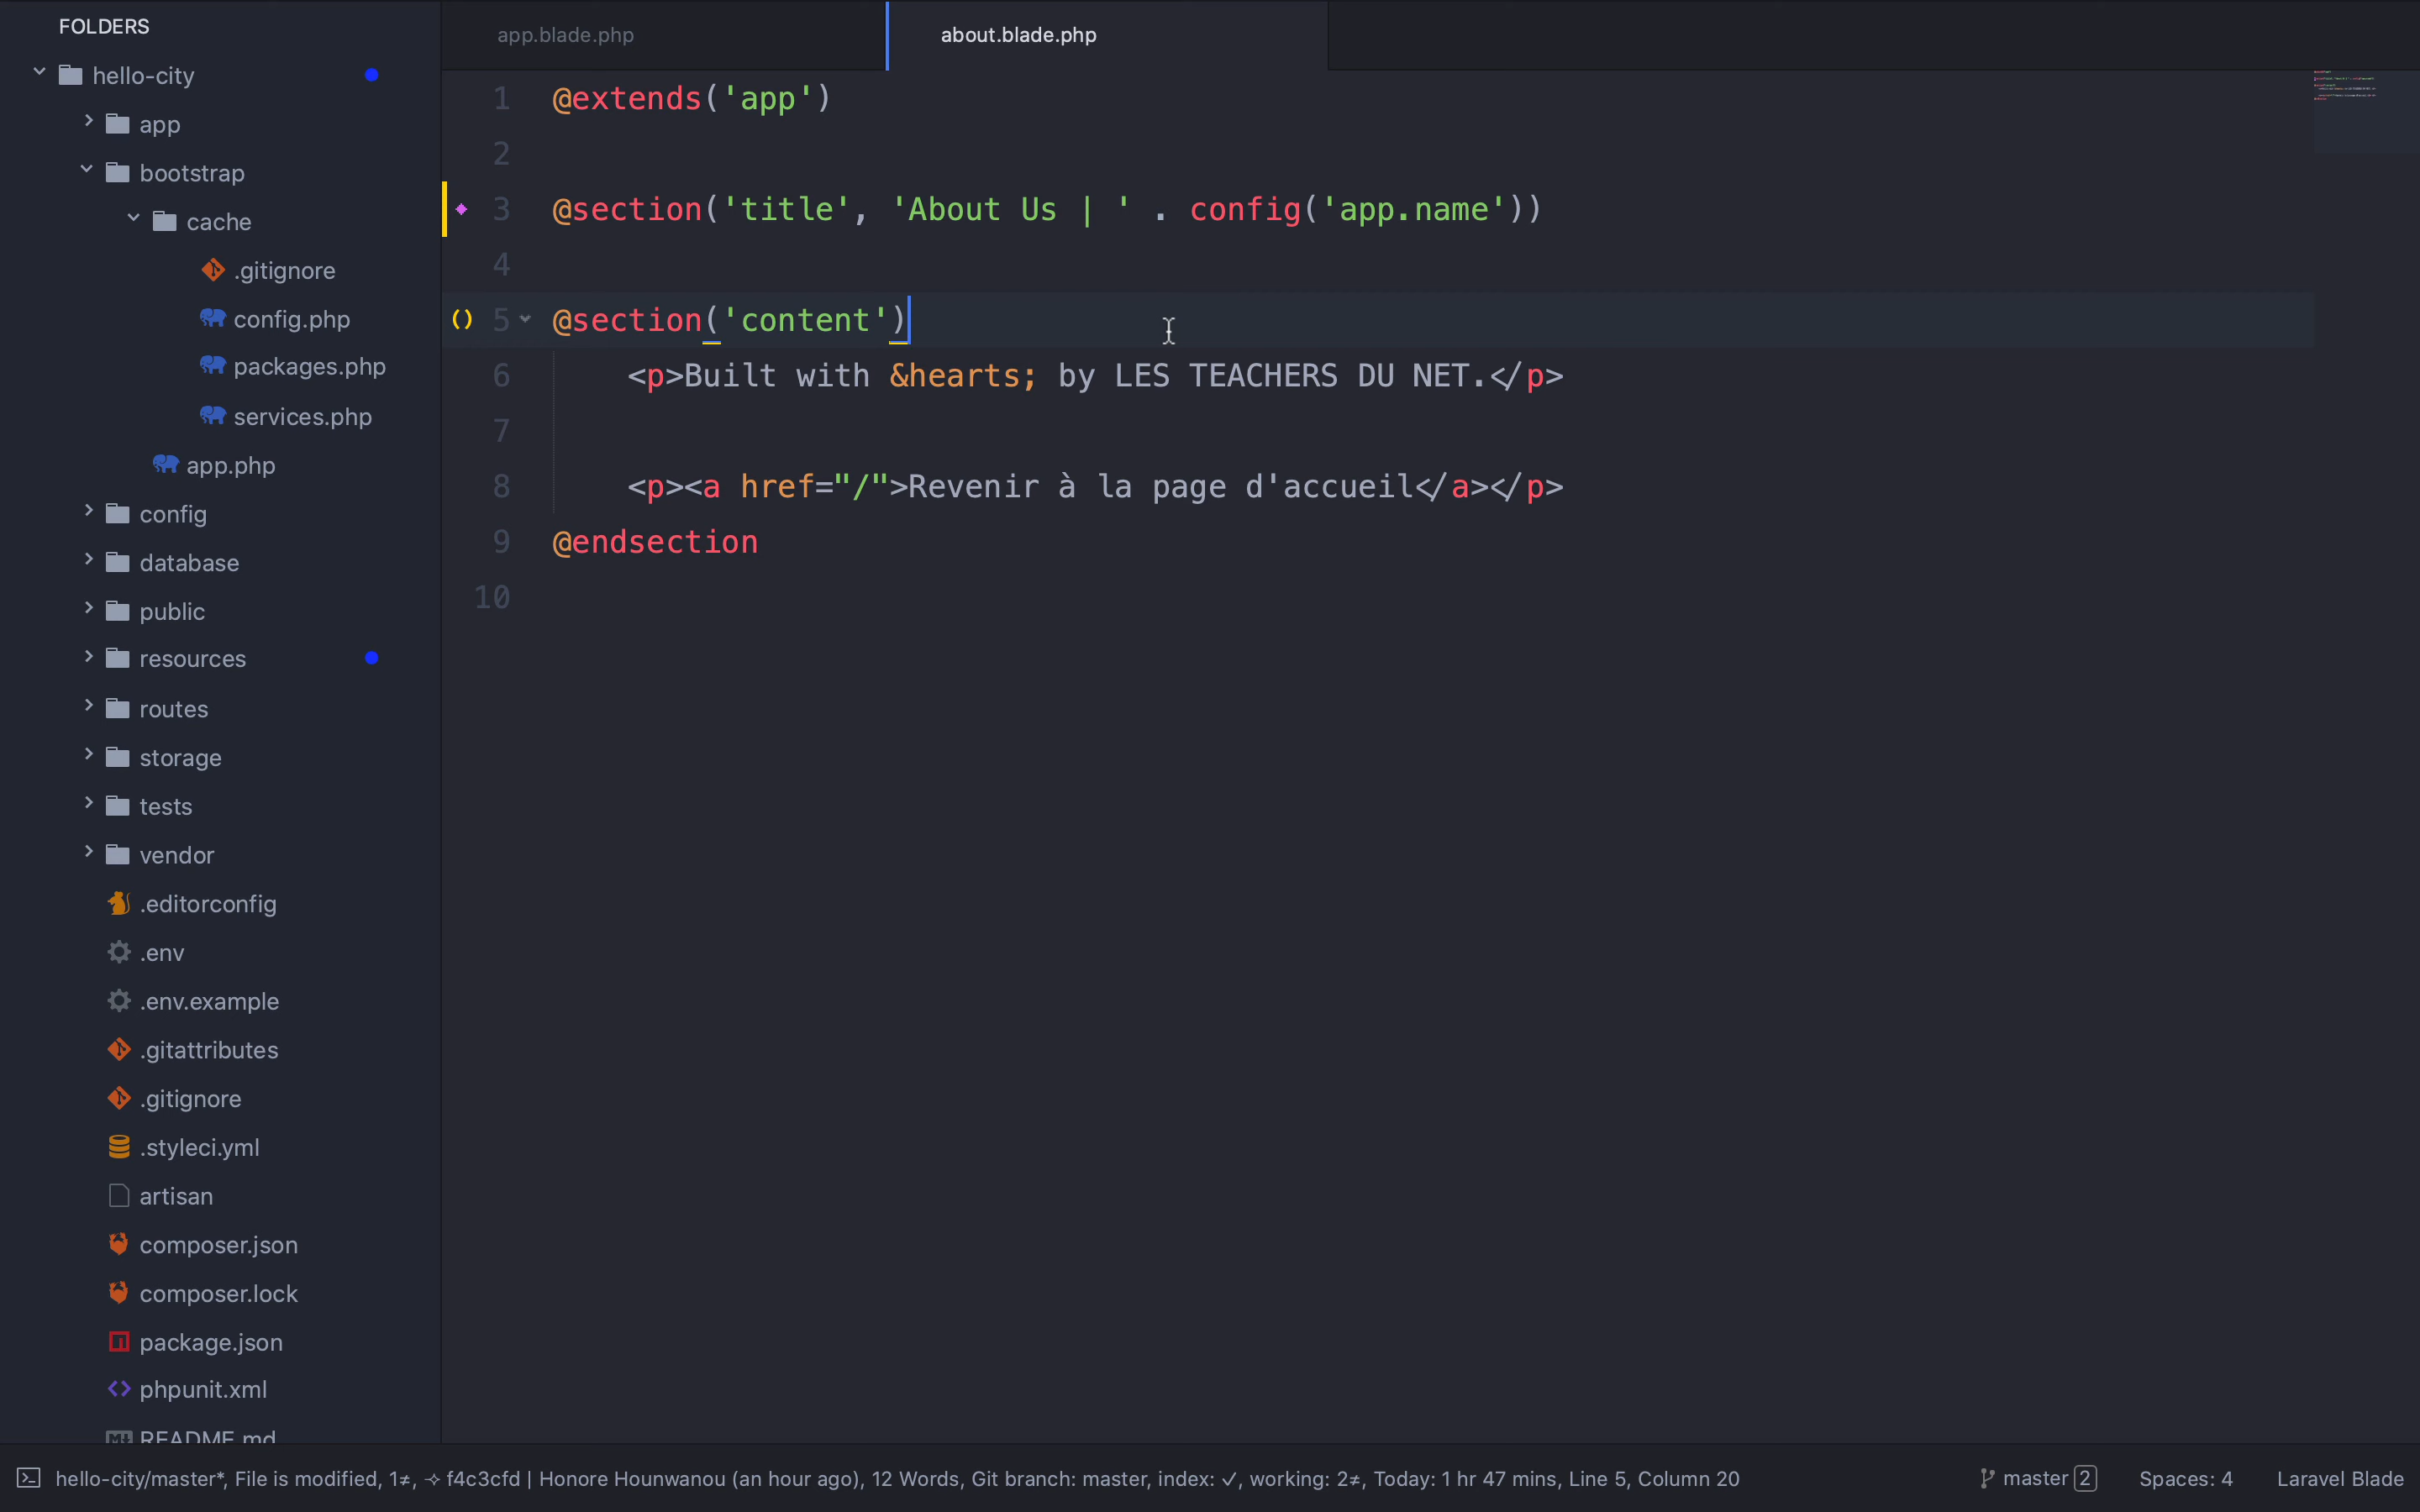 FOLDERS
hello-city
app
bootstrap
cache
.gitignore
config.php
packages.php
services.php
app.php
config
database
public
resources
routes
storage
tests
vendor
.editorconfig
.env
.env.example
.gitattributes
.gitignore
.styleci.yml
artisan
composer.json
composer.lock
package.json
phpunit.xml
README.md
app.blade.php
about.blade.php
1 @extends('app')
2
3 @section('title', 'About Us | ' . config('app.name'))
4
5 @section('content')
6 <p>Built with &hearts; by LES TEACHERS DU NET.</p>
7
8 <p><a href="/">Revenir à la page d'accueil</a></p>
9 @endsection
10
hello-city/master*, File is modified, 1≠, ⟢ f4c3cfd | Honore Hounwanou (an hour ago), 12 Words, Git branch: master, index: ✓, working: 2≠, Today: 1 hr 47 mins, Line 5, Column 20
master 2
Spaces: 4
Laravel Blade